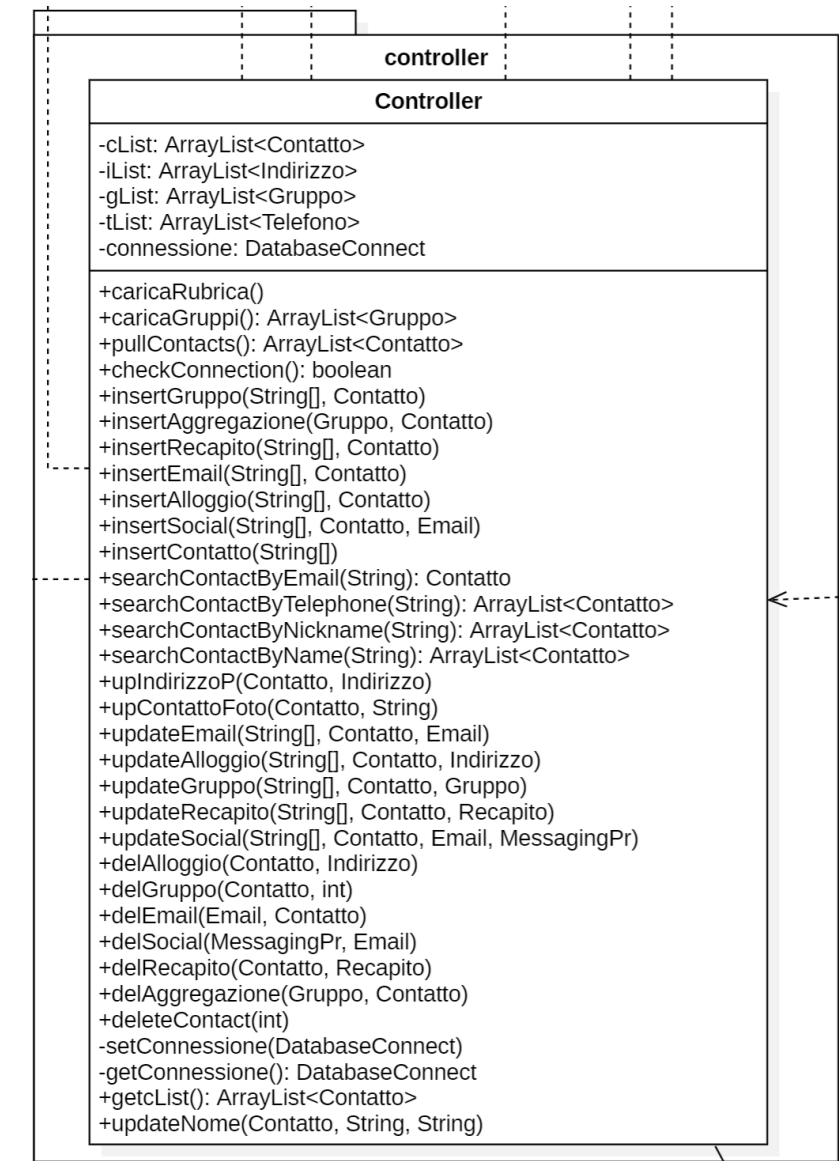 controller
Controller
-cList: ArrayList<Contatto>
-iList: ArrayList<Indirizzo>
-gList: ArrayList<Gruppo>
-tList: ArrayList<Telefono>
-connessione: DatabaseConnect
+caricaRubrica()
+caricaGruppi(): ArrayList<Gruppo>
+pullContacts(): ArrayList<Contatto>
+checkConnection(): boolean
+insertGruppo(String[], Contatto)
+insertAggregazione(Gruppo, Contatto)
+insertRecapito(String[], Contatto)
+insertEmail(String[], Contatto)
+insertAlloggio(String[], Contatto)
+insertSocial(String[], Contatto, Email)
+insertContatto(String[])
+searchContactByEmail(String): Contatto
+searchContactByTelephone(String): ArrayList<Contatto>
+searchContactByNickname(String): ArrayList<Contatto>
+searchContactByName(String): ArrayList<Contatto>
+upIndirizzoP(Contatto, Indirizzo)
+upContattoFoto(Contatto, String)
+updateEmail(String[], Contatto, Email)
+updateAlloggio(String[], Contatto, Indirizzo)
+updateGruppo(String[], Contatto, Gruppo)
+updateRecapito(String[], Contatto, Recapito)
+updateSocial(String[], Contatto, Email, MessagingPr)
+delAlloggio(Contatto, Indirizzo)
+delGruppo(Contatto, int)
+delEmail(Email, Contatto)
+delSocial(MessagingPr, Email)
+delRecapito(Contatto, Recapito)
+delAggregazione(Gruppo, Contatto)
+deleteContact(int)
-setConnessione(DatabaseConnect)
-getConnessione(): DatabaseConnect
+getcList(): ArrayList<Contatto>
+updateNome(Contatto, String, String)